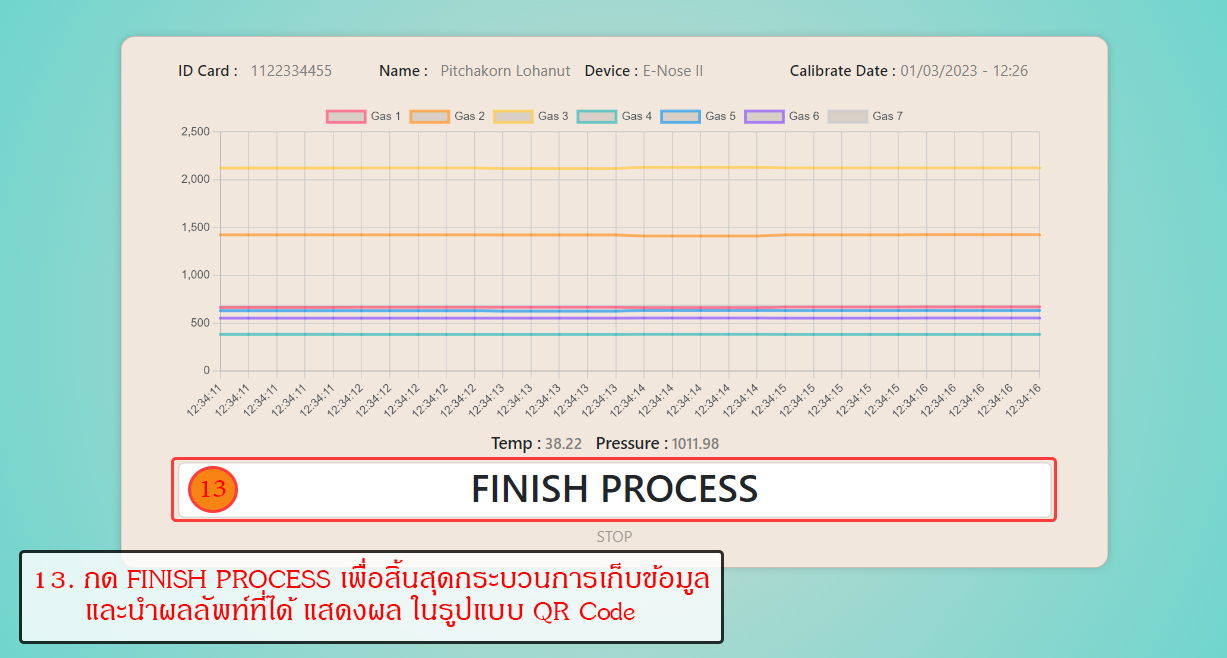 ID Card : 1122334455 Name : Pitchakorn Lohanut Device : E-Nose II Calibrate Date : 01/03/2023 - 12:26
Gas 1 Gas 2 Gas 3 Gas 4 Gas 5 Gas 6 Gas 7
2,500
2,000
1,500
1,000
500
0
12:34:11 12:34:11 12:34:11 12:34:11 12:34:11 12:34:12 12:34:12 12:34:12 12:34:12 12:34:12 12:34:13 12:34:13 12:34:13 12:34:13 12:34:13 12:34:14 12:34:14 12:34:14 12:34:14 12:34:14 12:34:15 12:34:15 12:34:15 12:34:15 12:34:15 12:34:16 12:34:16 12:34:16 12:34:16 12:34:16
Temp : 38.22 Pressure : 1011.98
13 FINISH PROCESS
STOP
13. กด FINISH PROCESS เพื่อสิ้นสุดกระบวนการเก็บข้อมูล
และนำผลลัพท์ที่ได้ แสดงผล ในรูปแบบ QR Code